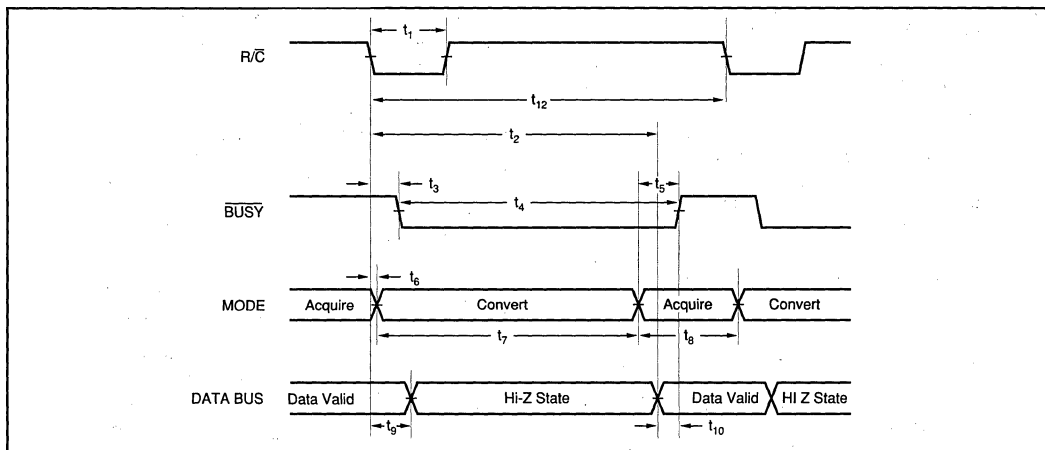 t₁
R/C̅
t₁₂
t₂
t₃
t₅
B̅U̅S̅Y̅
t₄
t₆
MODE
Acquire
Convert
Acquire
Convert
t₇
t₈
DATA BUS
Data Valid
Hi-Z State
Data Valid
HI Z State
t₉
t₁₀